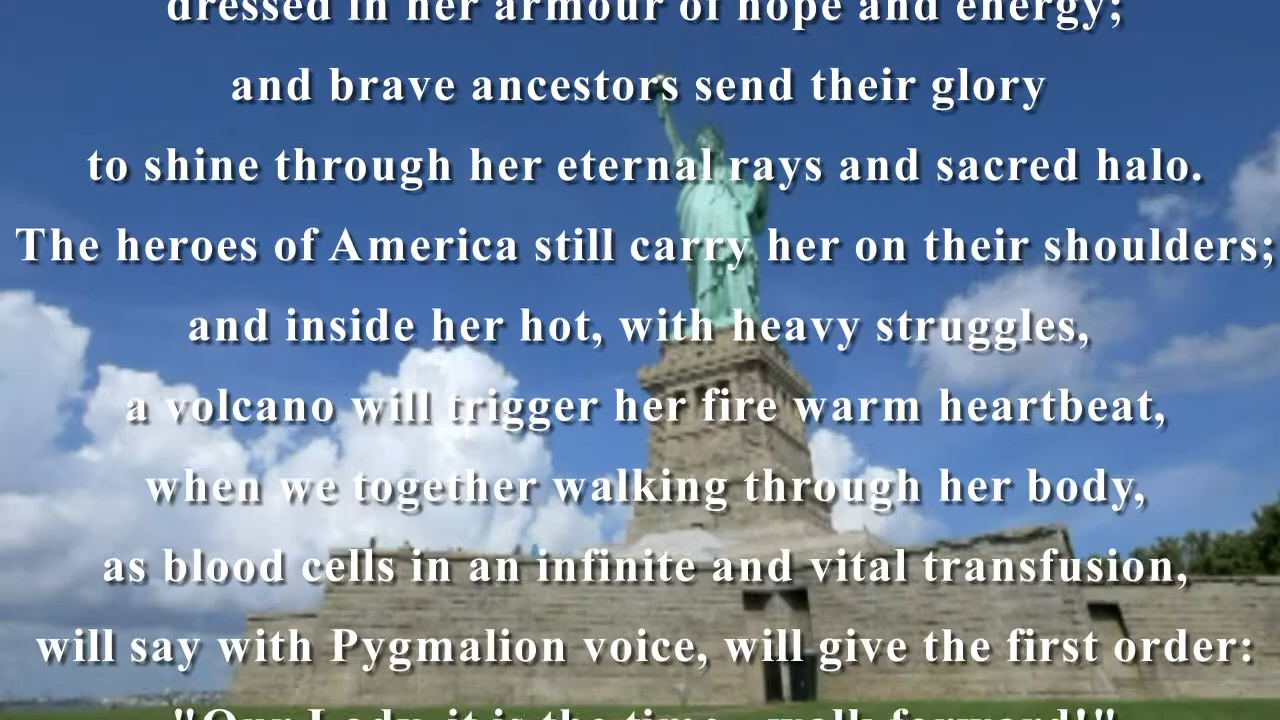 dressed in her armour of hope and energy;
and brave ancestors send their glory
to shine through her eternal rays and sacred halo.
The heroes of America still carry her on their shoulders;
and inside her hot, with heavy struggles,
a volcano will trigger her fire warm heartbeat,
when we together walking through her body,
as blood cells in an infinite and vital transfusion,
will say with Pygmalion voice, will give the first order:
"Our Lady, it is the time - walk forward!"